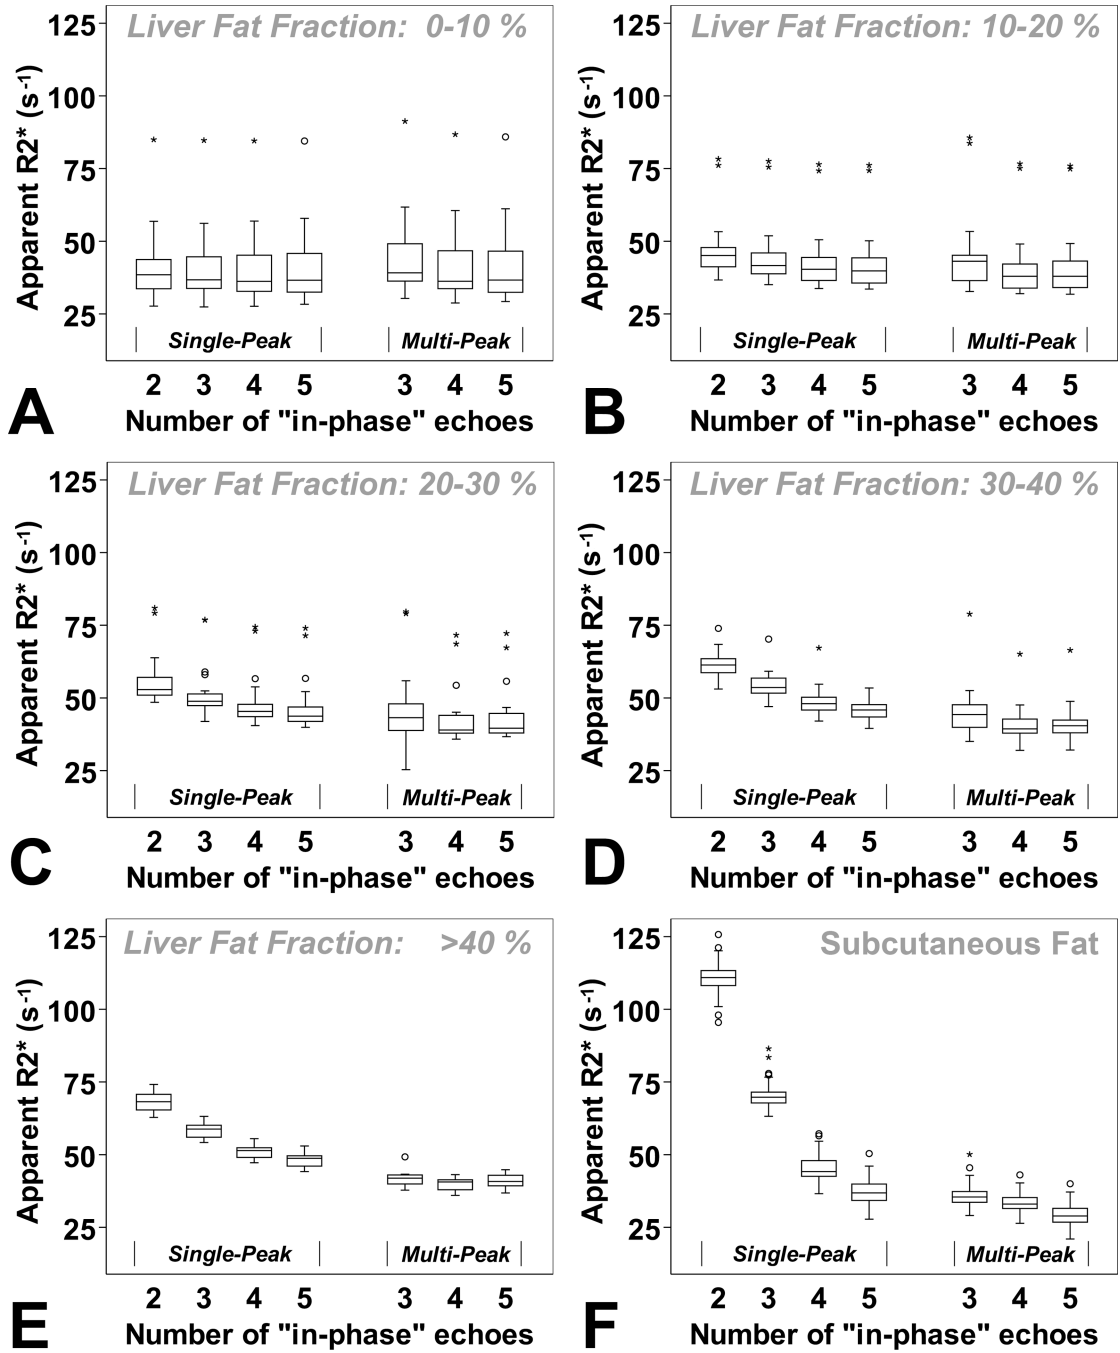 Liver Fat Fraction: 0-10 %
Apparent R2* (s-1)
125
100
75
50
25
Single-Peak Multi-Peak
2 3 4 5 3 4 5
A Number of "in-phase" echoes
Liver Fat Fraction: 10-20 %
Apparent R2* (s-1)
125
100
75
50
25
Single-Peak Multi-Peak
2 3 4 5 3 4 5
B Number of "in-phase" echoes
Liver Fat Fraction: 20-30 %
Apparent R2* (s-1)
125
100
75
50
25
Single-Peak Multi-Peak
2 3 4 5 3 4 5
C Number of "in-phase" echoes
Liver Fat Fraction: 30-40 %
Apparent R2* (s-1)
125
100
75
50
25
Single-Peak Multi-Peak
2 3 4 5 3 4 5
D Number of "in-phase" echoes
Liver Fat Fraction: >40 %
Apparent R2* (s-1)
125
100
75
50
25
Single-Peak Multi-Peak
2 3 4 5 3 4 5
E Number of "in-phase" echoes
Subcutaneous Fat
Apparent R2* (s-1)
125
100
75
50
25
Single-Peak Multi-Peak
2 3 4 5 3 4 5
F Number of "in-phase" echoes